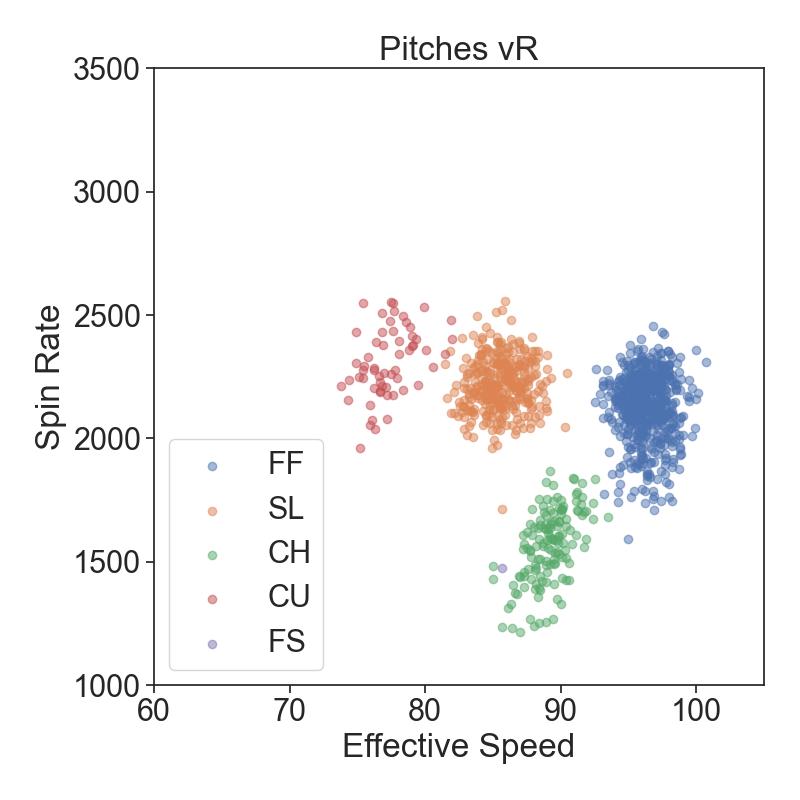 Pitches vR
3500
3000
2500
2000
1500
1000
Spin Rate
FF
SL
CH
CU
FS
60 70 80 90 100
Effective Speed